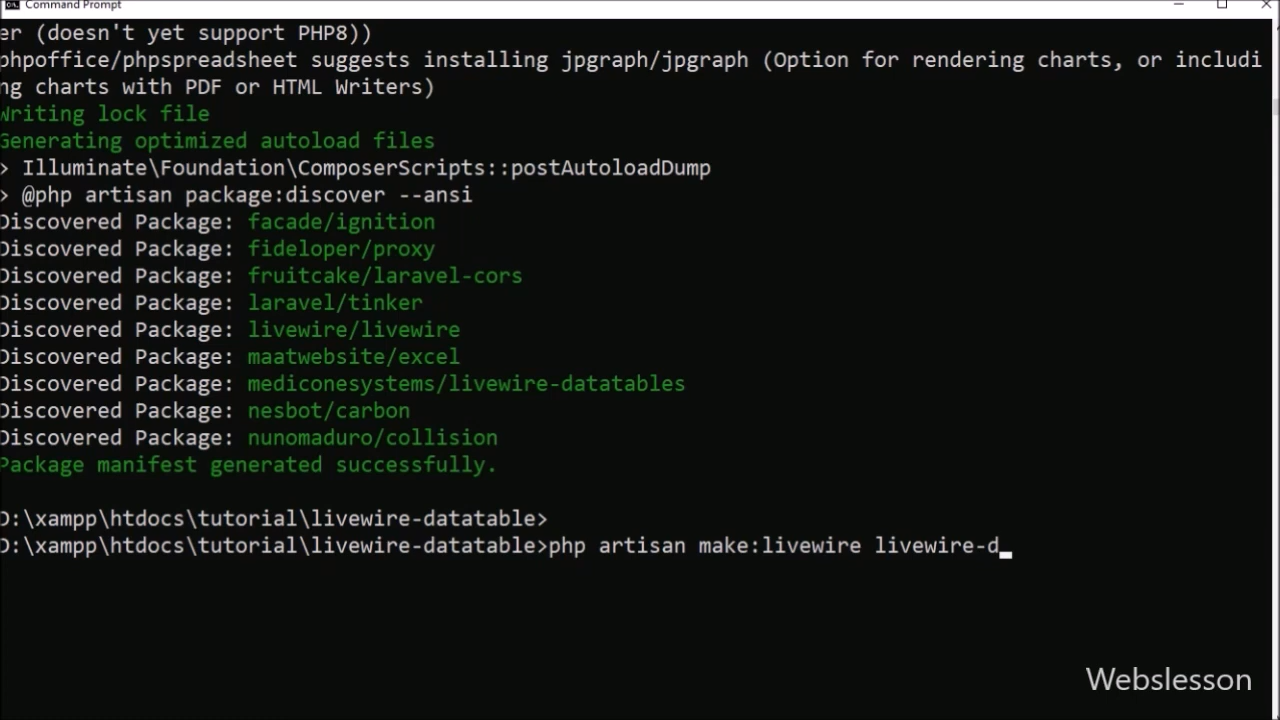 Command Prompt
er (doesn't yet support PHP8))
phpoffice/phpspreadsheet suggests installing jpgraph/jpgraph (Option for rendering charts, or includi
ng charts with PDF or HTML Writers)
Writing lock file
Generating optimized autoload files
> Illuminate\Foundation\ComposerScripts::postAutoloadDump
> @php artisan package:discover --ansi
Discovered Package: facade/ignition
Discovered Package: fideloper/proxy
Discovered Package: fruitcake/laravel-cors
Discovered Package: laravel/tinker
Discovered Package: livewire/livewire
Discovered Package: maatwebsite/excel
Discovered Package: mediconesystems/livewire-datatables
Discovered Package: nesbot/carbon
Discovered Package: nunomaduro/collision
Package manifest generated successfully.
D:\xampp\htdocs\tutorial\livewire-datatable>
D:\xampp\htdocs\tutorial\livewire-datatable>php artisan make:livewire livewire-d
Webslesson